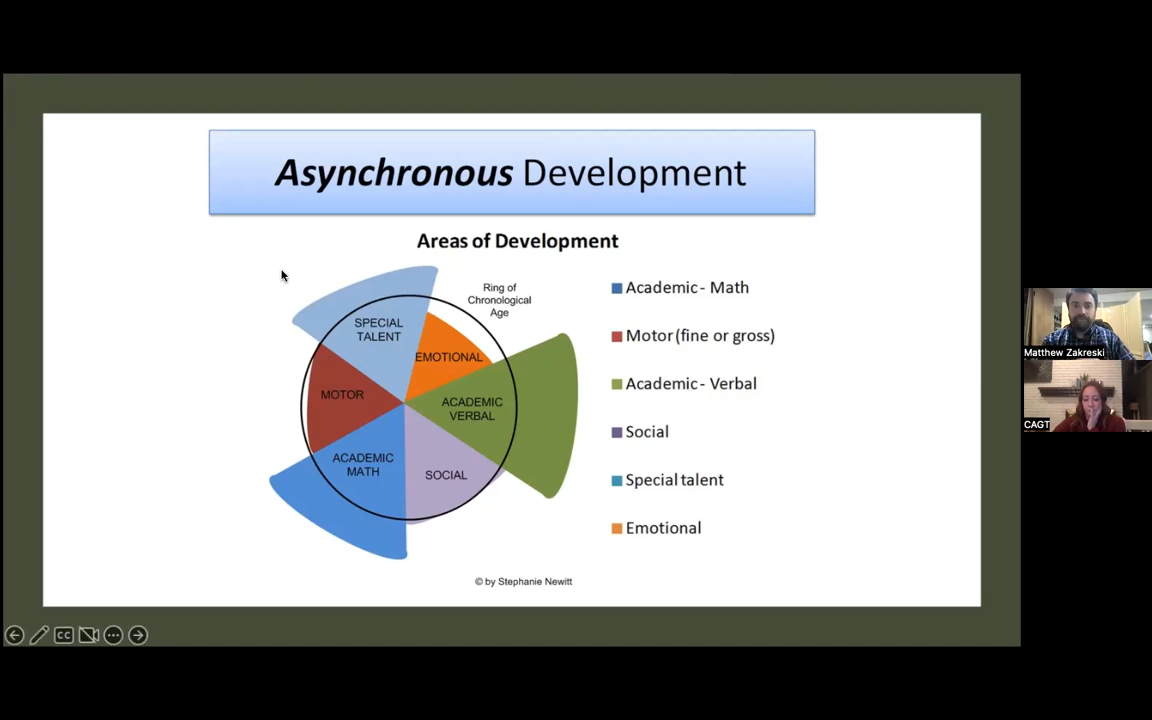 Asynchronous Development
Areas of Development
Ring of
Chronological
Age
SPECIAL
TALENT
EMOTIONAL
MOTOR
ACADEMIC
VERBAL
ACADEMIC
MATH
SOCIAL
Academic - Math
Motor (fine or gross)
Academic - Verbal
Social
Special talent
Emotional
© by Stephanie Newitt
CC
Matthew Zakreski
CAGT